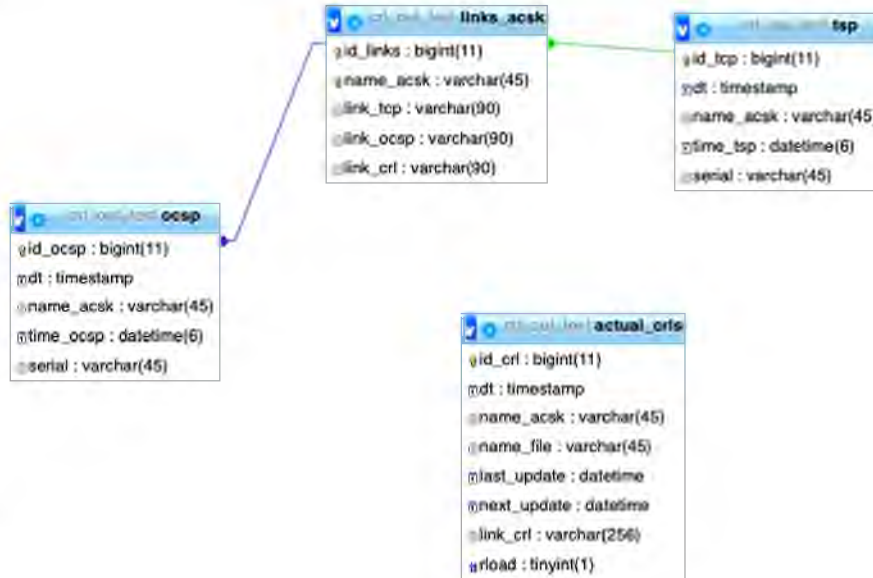 links_acsk
id_links : bigint(11)
name_acsk : varchar(45)
link_tcp : varchar(90)
link_ocsp : varchar(90)
link_crl : varchar(90)
tsp
id_tcp : bigint(11)
dt : timestamp
name_acsk : varchar(45)
time_tsp : datetime(6)
serial : varchar(45)
ocsp
id_ocsp : bigint(11)
dt : timestamp
name_acsk : varchar(45)
time_ocsp : datetime(6)
serial : varchar(45)
actual_crls
id_crl : bigint(11)
dt : timestamp
name_acsk : varchar(45)
name_file : varchar(45)
last_update : datetime
next_update : datetime
link_crl : varchar(256)
rload : tinyint(1)